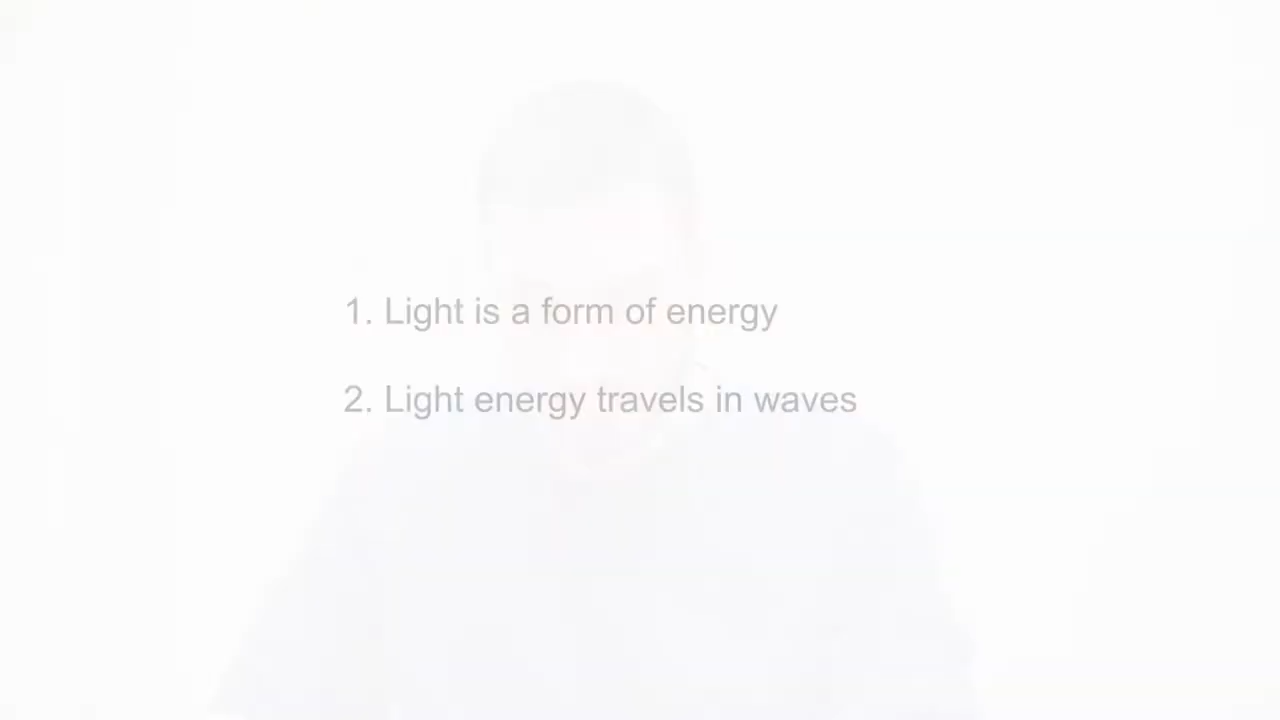 1. Light is a form of energy
2. Light energy travels in waves